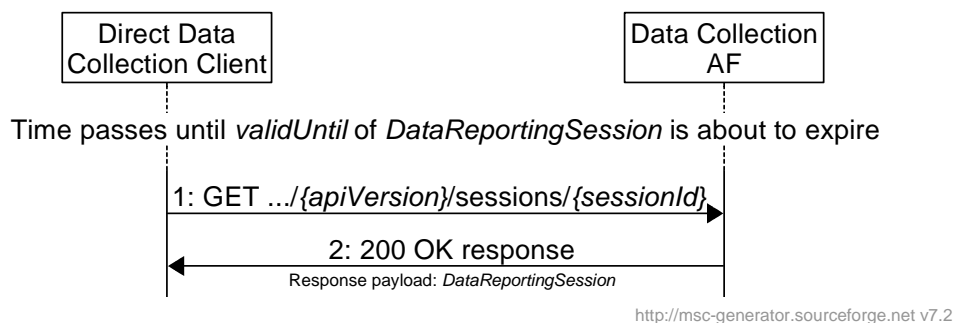 Direct Data
Collection Client
Data Collection
AF
Time passes until validUntil of DataReportingSession is about to expire
1: GET .../{apiVersion}/sessions/{sessionId}
2: 200 OK response
Response payload: DataReportingSession
http://msc-generator.sourceforge.net v7.2